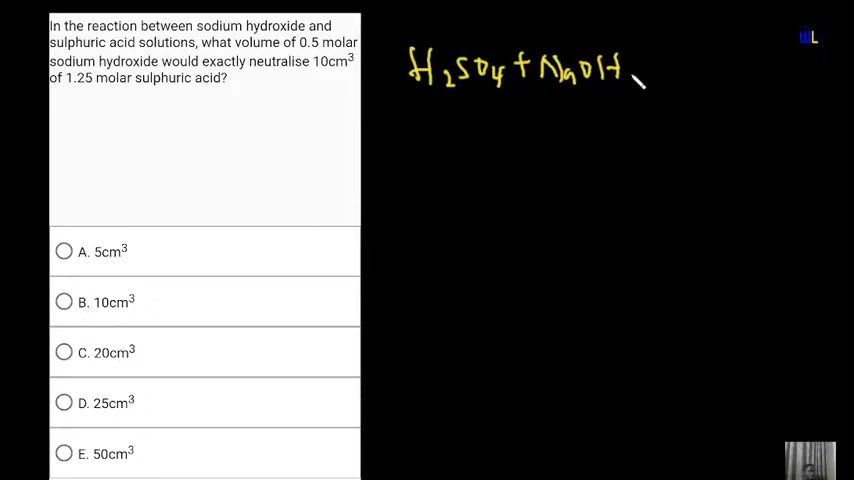 In the reaction between sodium hydroxide and
sulphuric acid solutions, what volume of 0.5 molar
sodium hydroxide would exactly neutralise 10cm³
of 1.25 molar sulphuric acid?
H₂SO₄ + NaOH
A. 5cm³
B. 10cm³
C. 20cm³
D. 25cm³
E. 50cm³